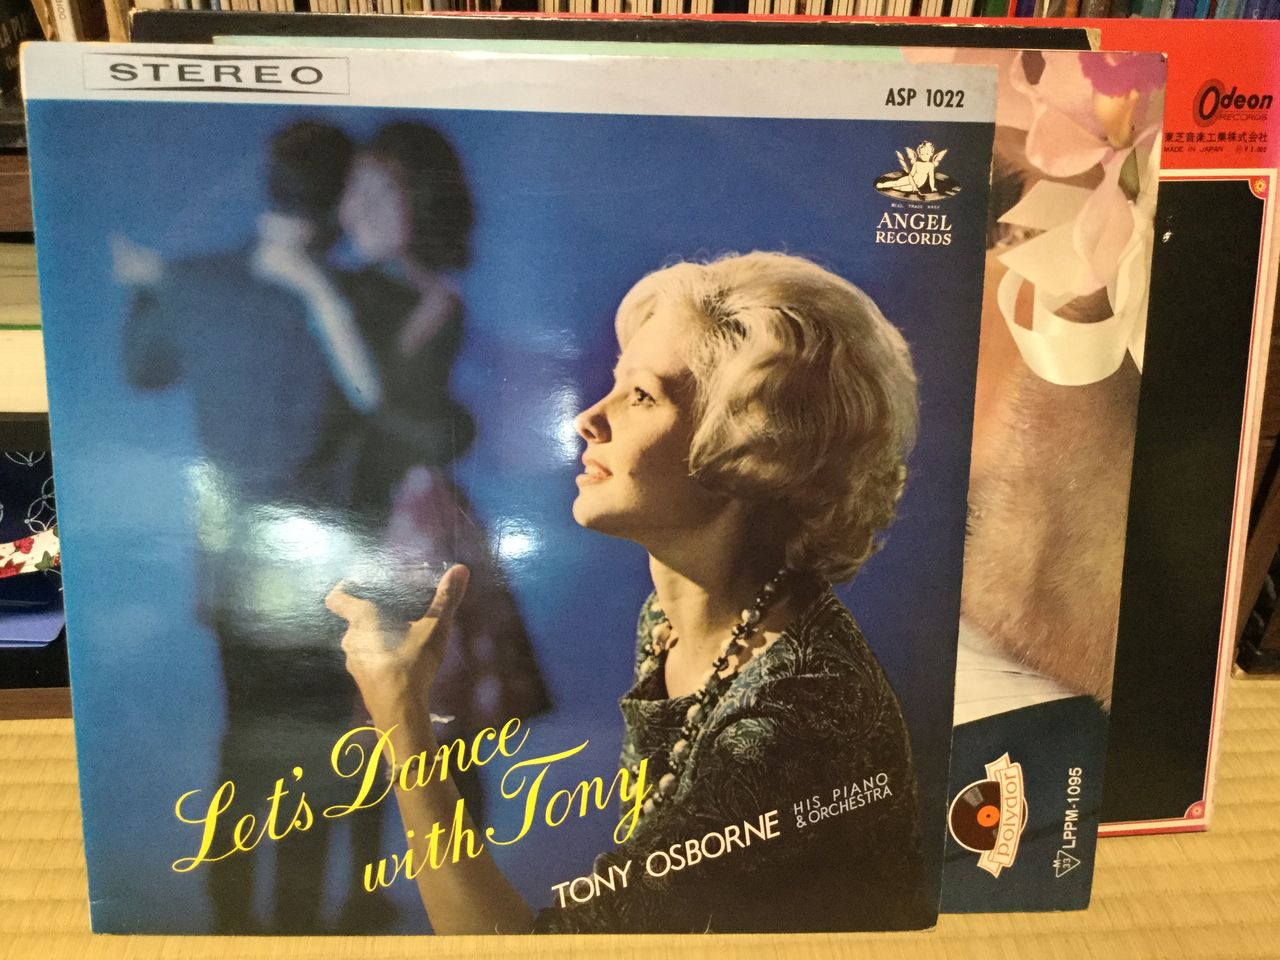 STEREO
ASP 1022
ANGEL
RECORDS
Let's Dance
with Tony
TONY OSBORNE
HIS PIANO
& ORCHESTRA
Odeon
RECORDS
東芝音楽工業株式会社
MADE IN JAPAN
polydor
M
33
LPPM-1095